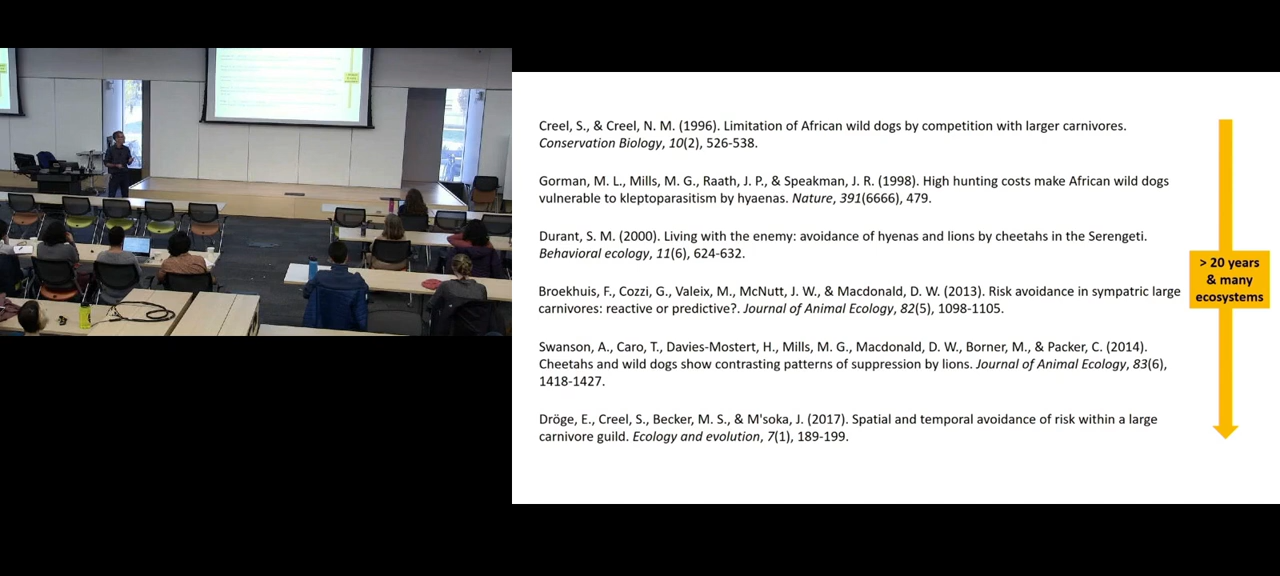 Creel, S., & Creel, N. M. (1996). Limitation of African wild dogs by competition with larger carnivores.
Conservation Biology, 10(2), 526-538.
Gorman, M. L., Mills, M. G., Raath, J. P., & Speakman, J. R. (1998). High hunting costs make African wild dogs
vulnerable to kleptoparasitism by hyaenas. Nature, 391(6666), 479.
Durant, S. M. (2000). Living with the enemy: avoidance of hyenas and lions by cheetahs in the Serengeti.
Behavioral ecology, 11(6), 624-632.
Broekhuis, F., Cozzi, G., Valeix, M., McNutt, J. W., & Macdonald, D. W. (2013). Risk avoidance in sympatric large
carnivores: reactive or predictive?. Journal of Animal Ecology, 82(5), 1098-1105.
Swanson, A., Caro, T., Davies-Mostert, H., Mills, M. G., Macdonald, D. W., Borner, M., & Packer, C. (2014).
Cheetahs and wild dogs show contrasting patterns of suppression by lions. Journal of Animal Ecology, 83(6),
1418-1427.
Dröge, E., Creel, S., Becker, M. S., & M'soka, J. (2017). Spatial and temporal avoidance of risk within a large
carnivore guild. Ecology and evolution, 7(1), 189-199.
> 20 years
& many
ecosystems